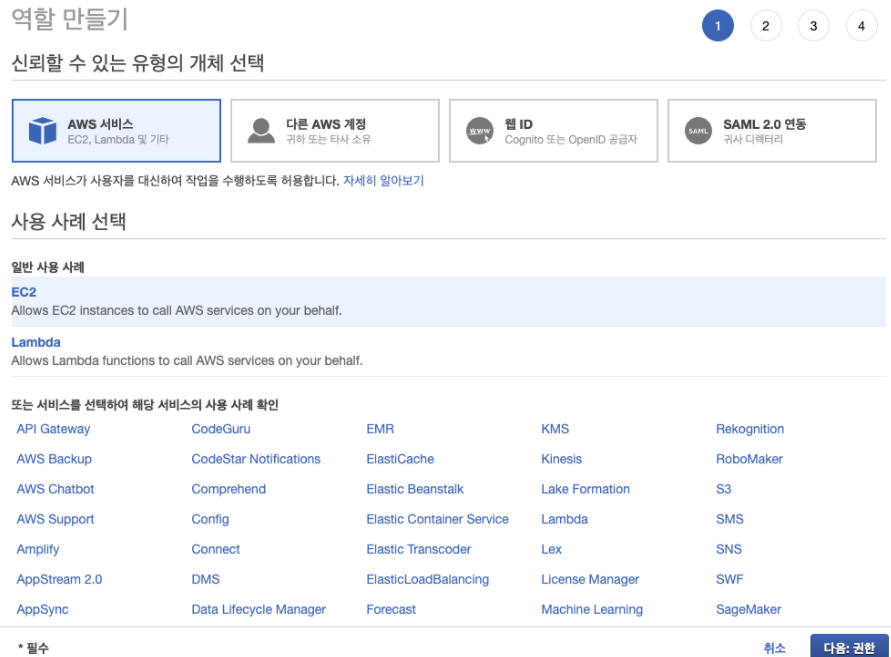 역할 만들기
1 2 3 4
신뢰할 수 있는 유형의 개체 선택
AWS 서비스
EC2, Lambda 및 기타
다른 AWS 계정
귀하 또는 타사 소유
www
웹 ID
Cognito 또는 OpenID 공급자
SAML
SAML 2.0 연동
귀사 디렉터리
AWS 서비스가 사용자를 대신하여 작업을 수행하도록 허용합니다. 자세히 알아보기
사용 사례 선택
일반 사용 사례
EC2
Allows EC2 instances to call AWS services on your behalf.
Lambda
Allows Lambda functions to call AWS services on your behalf.
또는 서비스를 선택하여 해당 서비스의 사용 사례 확인
API Gateway CodeGuru EMR KMS Rekognition
AWS Backup CodeStar Notifications ElastiCache Kinesis RoboMaker
AWS Chatbot Comprehend Elastic Beanstalk Lake Formation S3
AWS Support Config Elastic Container Service Lambda SMS
Amplify Connect Elastic Transcoder Lex SNS
AppStream 2.0 DMS ElasticLoadBalancing License Manager SWF
AppSync Data Lifecycle Manager Forecast Machine Learning SageMaker
* 필수 취소 다음: 권한